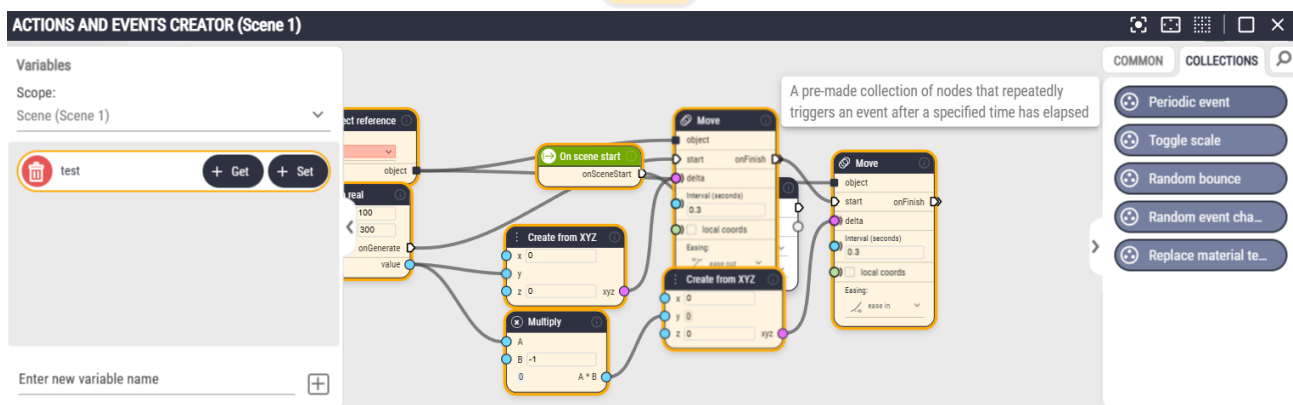 ACTIONS AND EVENTS CREATOR (Scene 1)
Variables
Scope:
Scene (Scene 1)
test
+ Get
+ Set
Enter new variable name
ect reference
object
real
100
300
onGenerate
value
On scene start
onSceneStart
Create from XYZ
x 0
y
z 0 xyz
Multiply
A
B -1
0 A * B
Move
object
start onFinish
delta
Interval (seconds)
0.3
local coords
Easing:
ease out
Create from XYZ
x 0
y 0
z 0 xyz
A pre-made collection of nodes that repeatedly
triggers an event after a specified time has elapsed
Move
object
start onFinish
delta
Interval (seconds)
0.3
local coords
Easing:
ease in
COMMON COLLECTIONS
Periodic event
Toggle scale
Random bounce
Random event cha...
Replace material te...